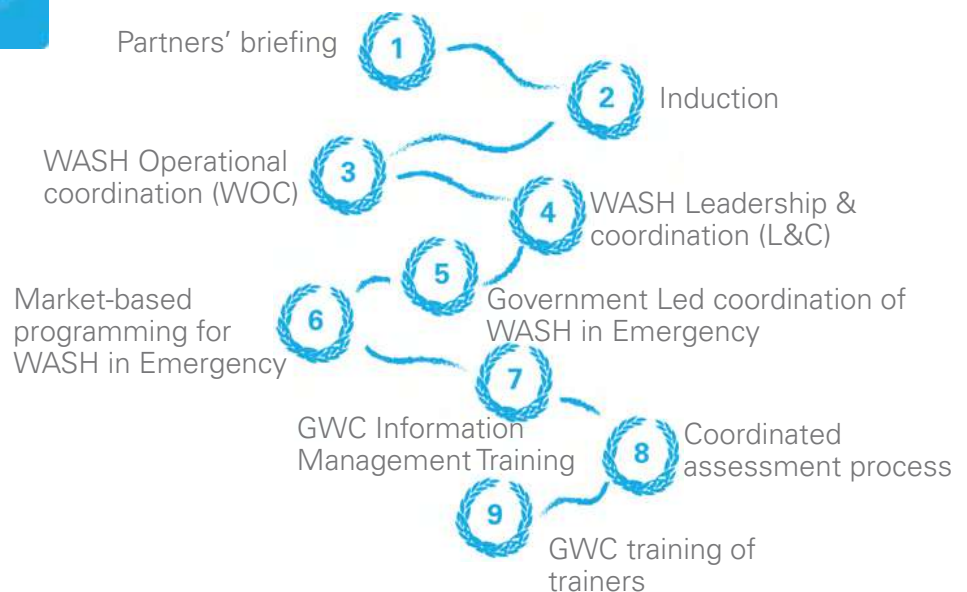 Partners' briefing
1
2
Induction
WASH Operational
coordination (WOC)
3
4
WASH Leadership &
coordination (L&C)
5
Government Led coordination of
WASH in Emergency
Market-based
programming for
WASH in Emergency
6
7
GWC Information
Management Training
8
Coordinated
assessment process
9
GWC training of
trainers